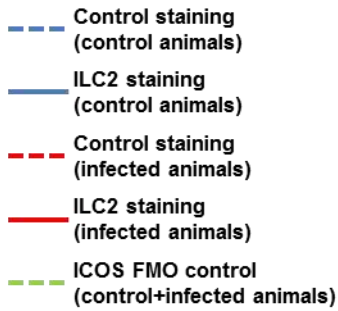 Control staining
(control animals)
ILC2 staining
(control animals)
Control staining
(infected animals)
ILC2 staining
(infected animals)
ICOS FMO control
(control+infected animals)